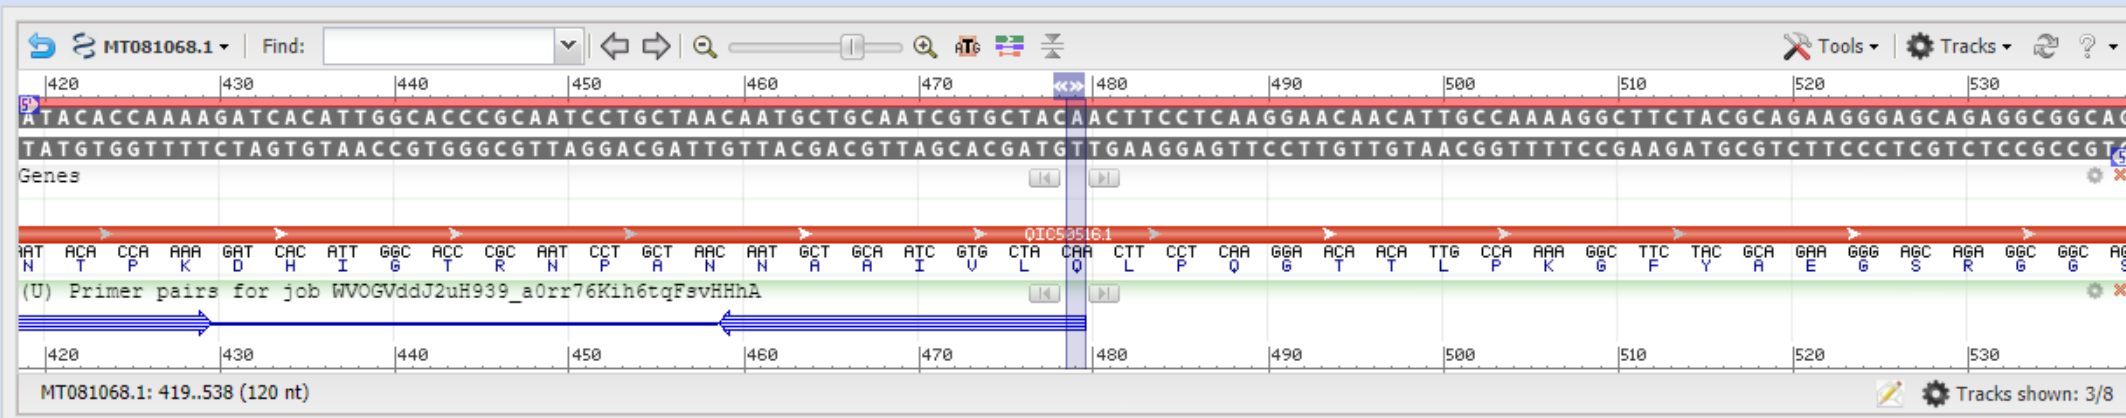 MT081068.1 Find: ATG Tools Tracks ?
420 430 440 450 460 470 480 490 500 510 520 530
5'
ATACACCAAAAGATCACATTGGCACCCGCAATCCTGCTAACAATGCTGCAATCGTGCTACAACTTCCTCAAGGAACAACATTGCCAAAAGGCTTCTACGCAGAAGGGAGCAGAGGCGGCAG
TATGTGGTTTTCTAGTGTAACCGTGGGCGTTAGGACGATTGTTACGACGTTAGCACGATGTTGAAGGAGTTCCTTGTTGTAACGGTTTTCCGAAGATGCGTCTTCCCTCGTCTCCGCCGT
5
Genes
QIC50516.1
AAT ACA CCA AAA GAT CAC ATT GGC ACC CGC AAT CCT GCT AAC AAT GCT GCA ATC GTG CTA CAA CTT CCT CAA GGA ACA ACA TTG CCA AAA GGC TTC TAC GCA GAA GGG AGC AGA GGC GGC AG
N T P K D H I G T R N P A N N A A I V L Q L P Q G T T L P K G F Y A E G S R G G S
(U) Primer pairs for job WVOGVddJ2uH939_a0rr76Kih6tqFsvHHhA
420 430 440 450 460 470 480 490 500 510 520 530
MT081068.1: 419..538 (120 nt) Tracks shown: 3/8